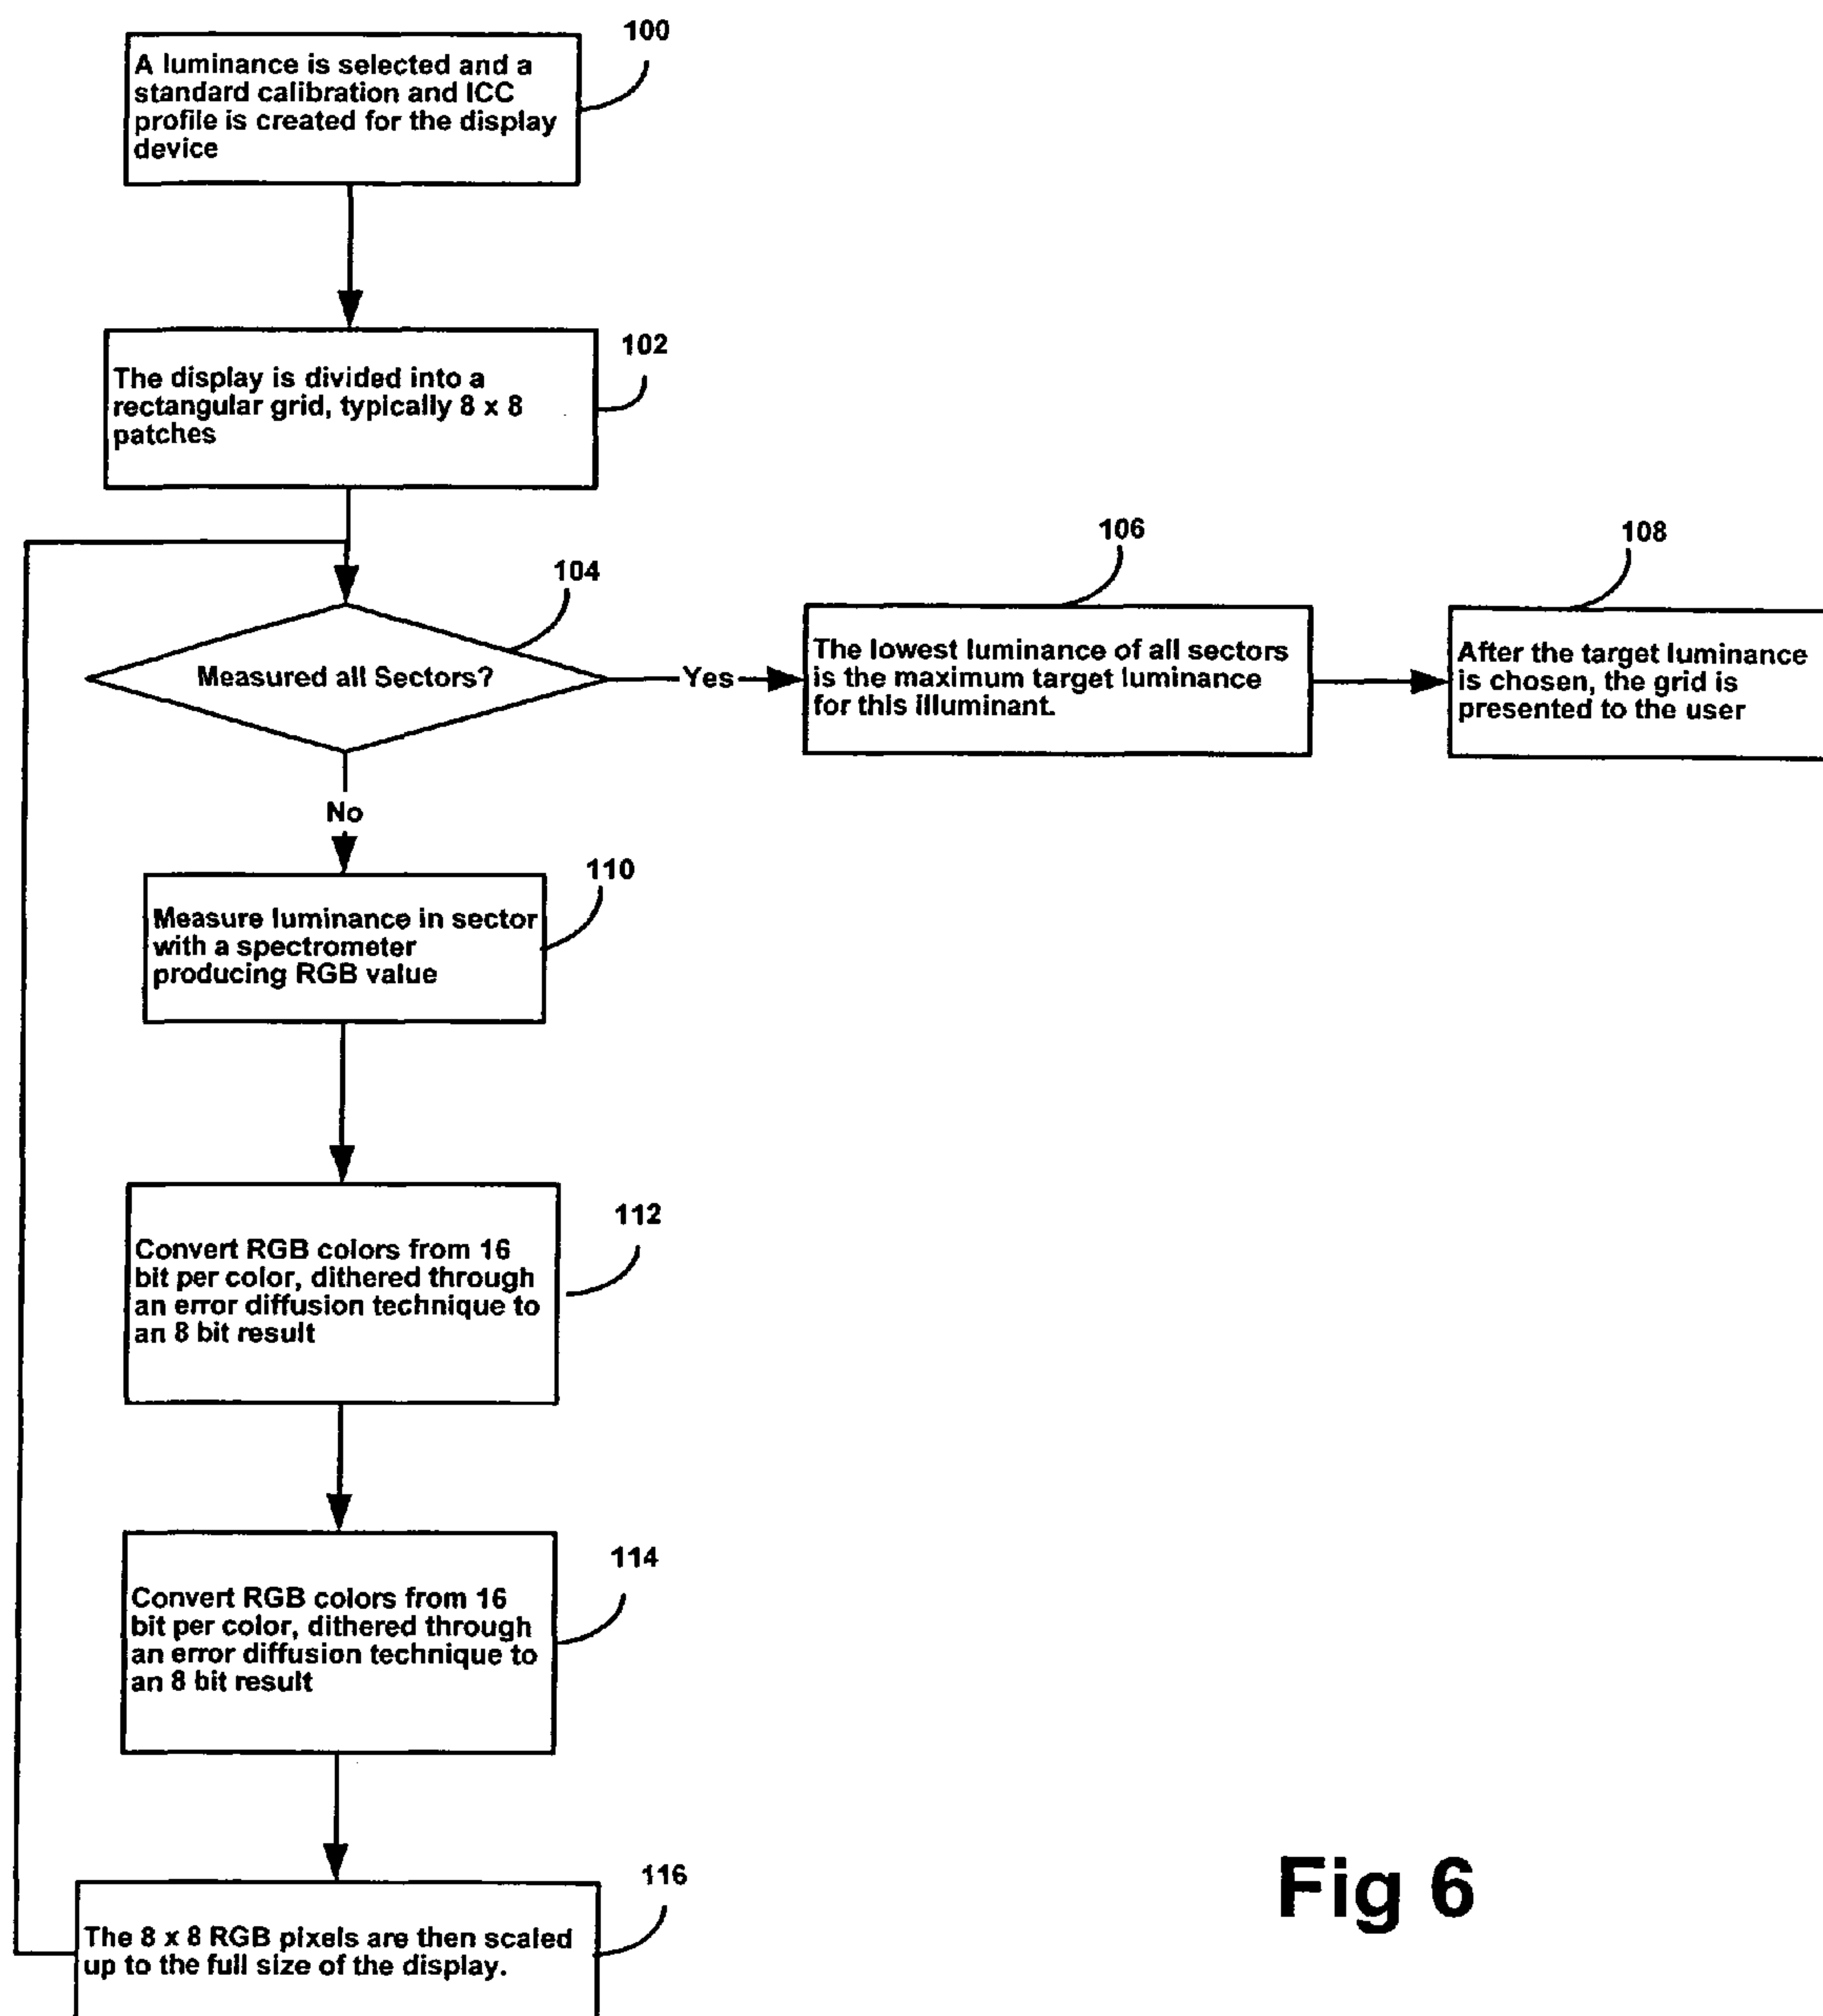 100
A luminance is selected and a
standard calibration and ICC
profile is created for the display
device
102
The display is divided into a
rectangular grid, typically 8 x 8
patches
104
Measured all Sectors?
Yes
106
The lowest luminance of all sectors
is the maximum target luminance
for this illuminant.
108
After the target luminance
is chosen, the grid is
presented to the user
No
110
Measure luminance in sector
with a spectrometer
producing RGB value
112
Convert RGB colors from 16
bit per color, dithered through
an error diffusion technique to
an 8 bit result
114
Convert RGB colors from 16
bit per color, dithered through
an error diffusion technique to
an 8 bit result
116
The 8 x 8 RGB pixels are then scaled
up to the full size of the display.
Fig 6